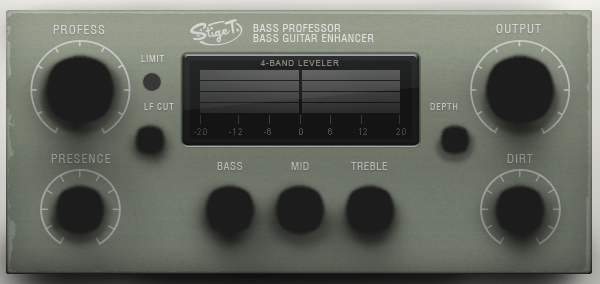 PROFESS
Stige T.
BASS PROFESSOR
BASS GUITAR ENHANCER
OUTPUT
LIMIT
4-BAND LEVELER
LF CUT
DEPTH
-20 -12 -6 0 6 12 20
PRESENCE
BASS
MID
TREBLE
DIRT